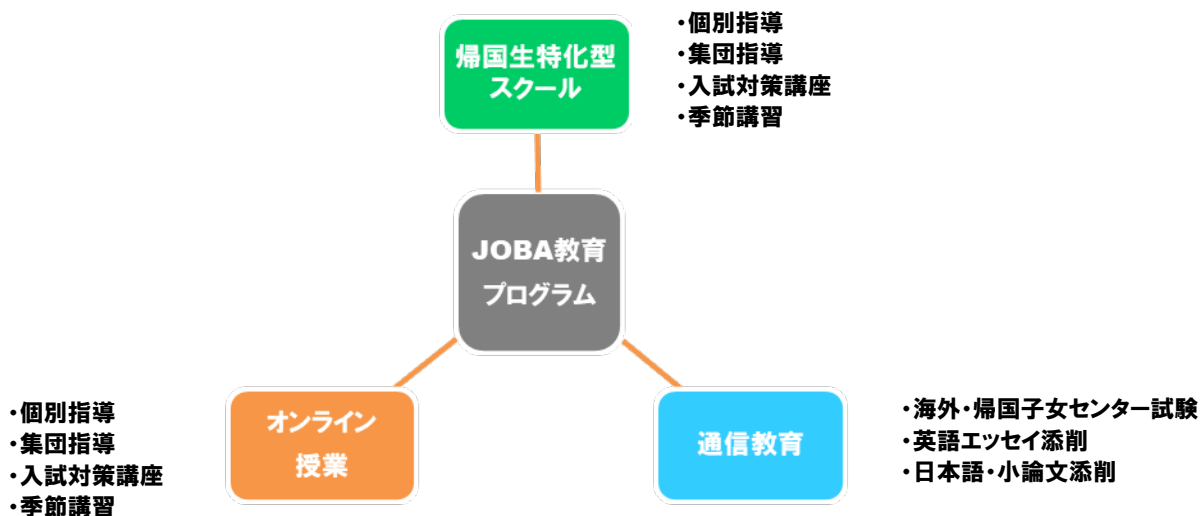 帰国生特化型
スクール
・個別指導
・集団指導
・入試対策講座
・季節講習
JOBA教育
プログラム
・個別指導
・集団指導
・入試対策講座
・季節講習
オンライン
授業
通信教育
・海外・帰国子女センター試験
・英語エッセイ添削
・日本語・小論文添削